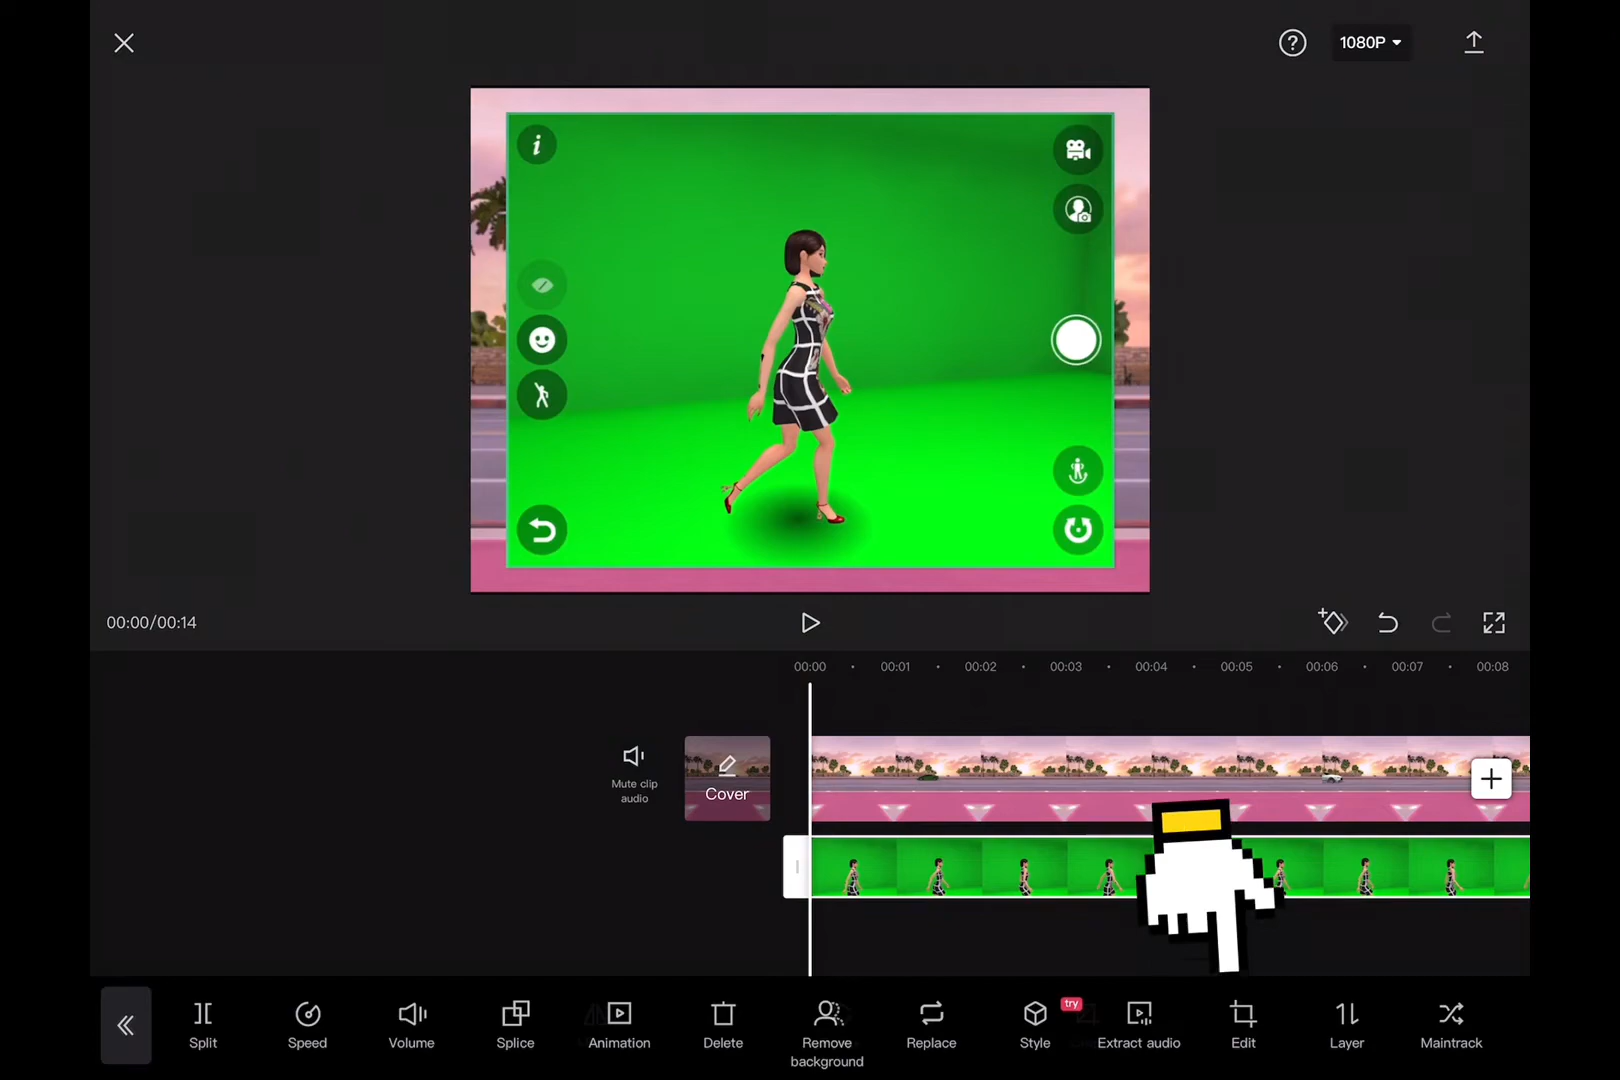 1080P
00:00/00:14
00:00
00:01
00:02
00:03
00:04
00:05
00:06
00:07
00:08
Mute clip
audio
Cover
try
Split
Speed
Volume
Splice
Animation
Delete
Remove
background
Replace
Style
Extract audio
Edit
Layer
Maintrack